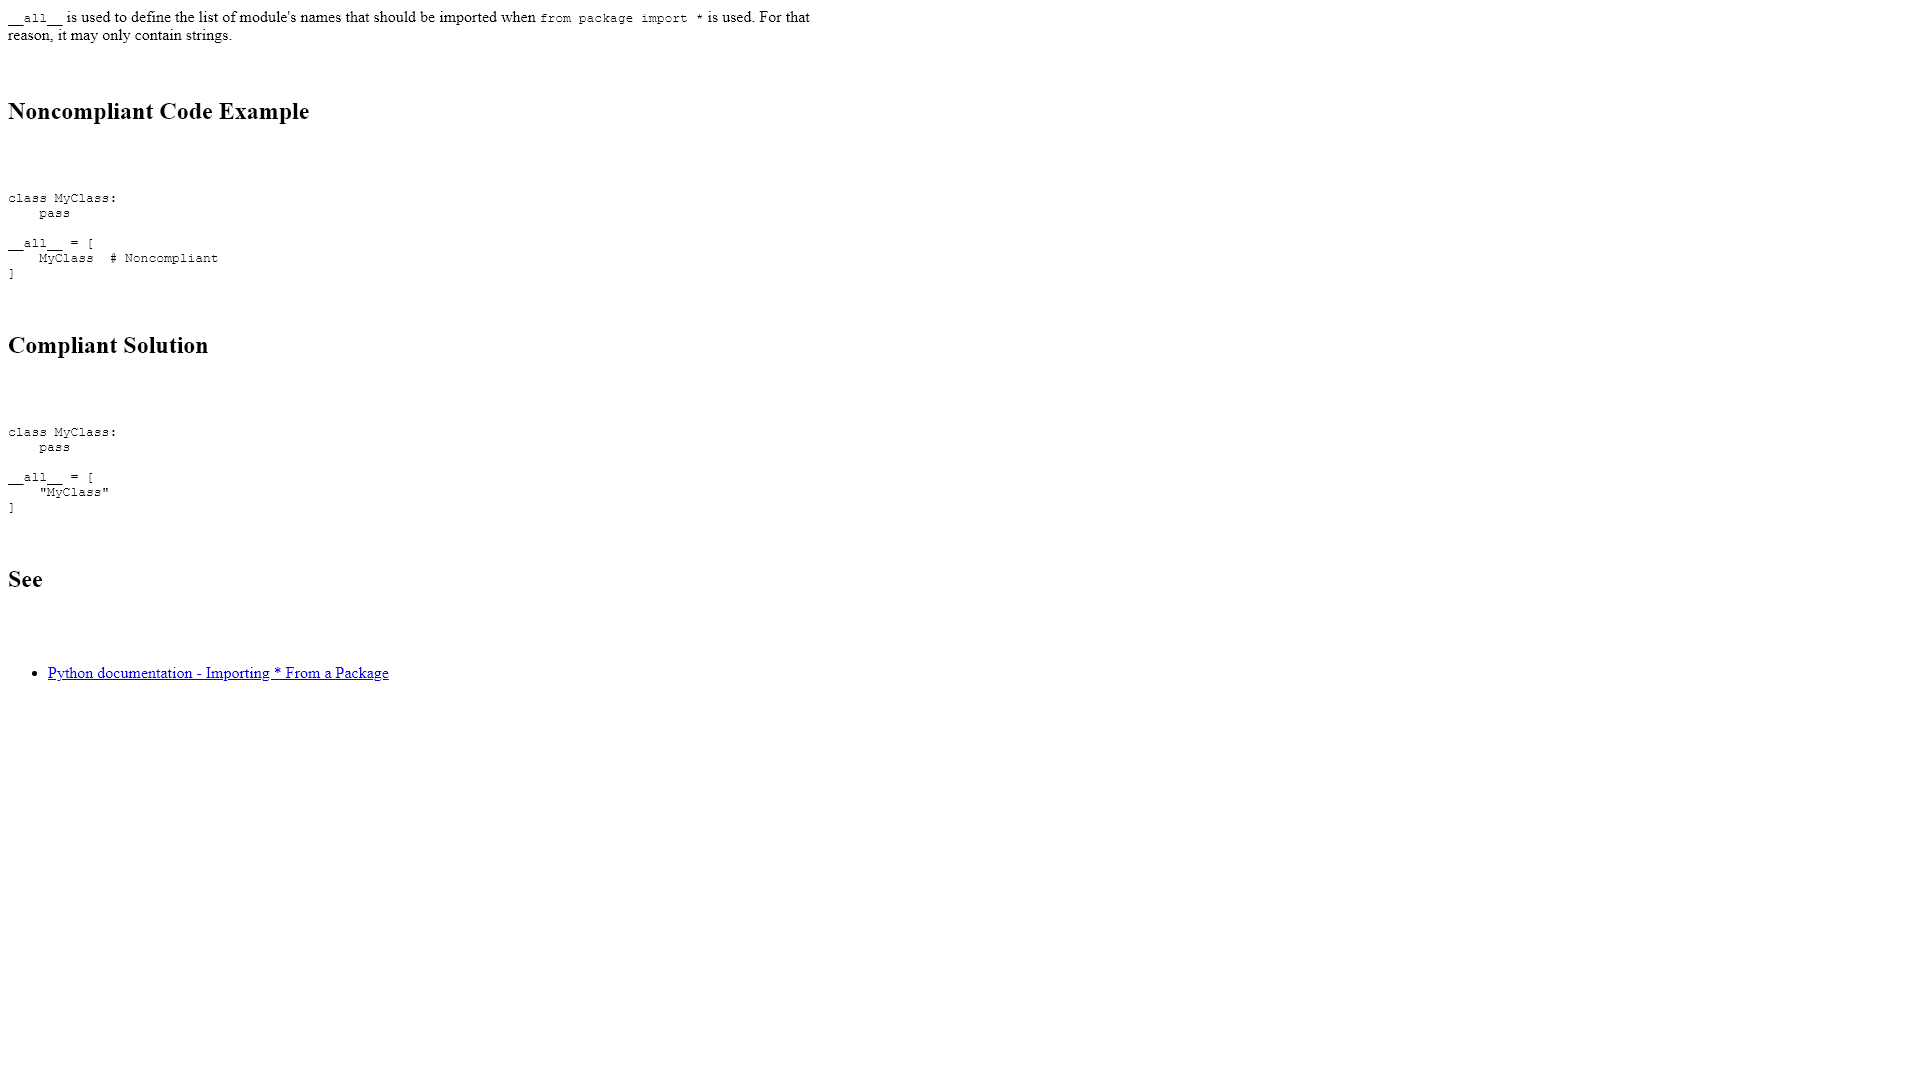 __all__ is used to define the list of module's names that should be imported when from package import * is used. For that
reason, it may only contain strings.
Noncompliant Code Example
class MyClass:
    pass
__all__ = [
    MyClass  # Noncompliant
]
Compliant Solution
class MyClass:
    pass
__all__ = [
    "MyClass"
]
See
• Python documentation - Importing * From a Package